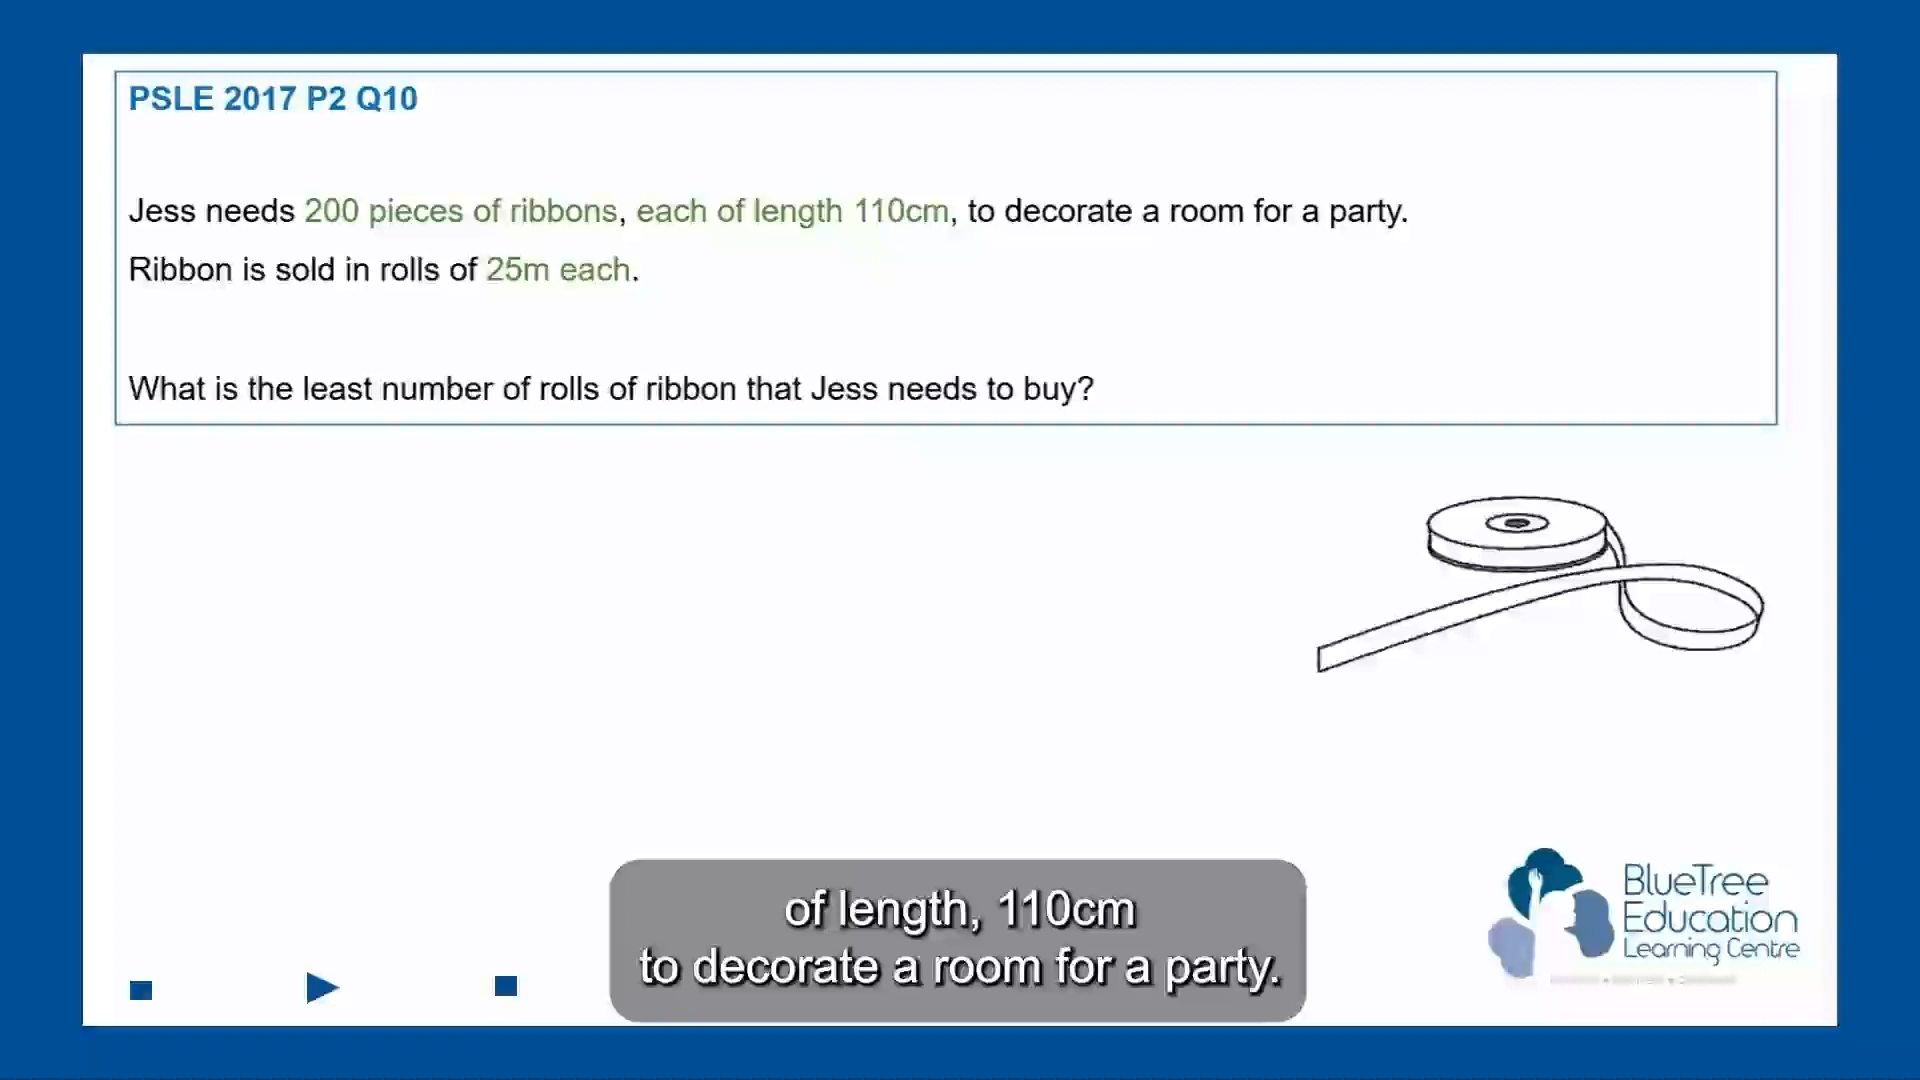 PSLE 2017 P2 Q10
Jess needs 200 pieces of ribbons, each of length 110cm, to decorate a room for a party.
Ribbon is sold in rolls of 25m each.
What is the least number of rolls of ribbon that Jess needs to buy?
of length, 110cm
to decorate a room for a party.
BlueTree
Education
Learning Centre